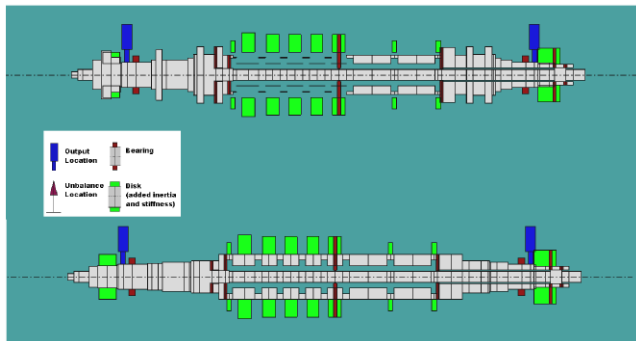 Output
Location
Bearing
Unbalance
Location
Disk
(added inertia
and stiffness)